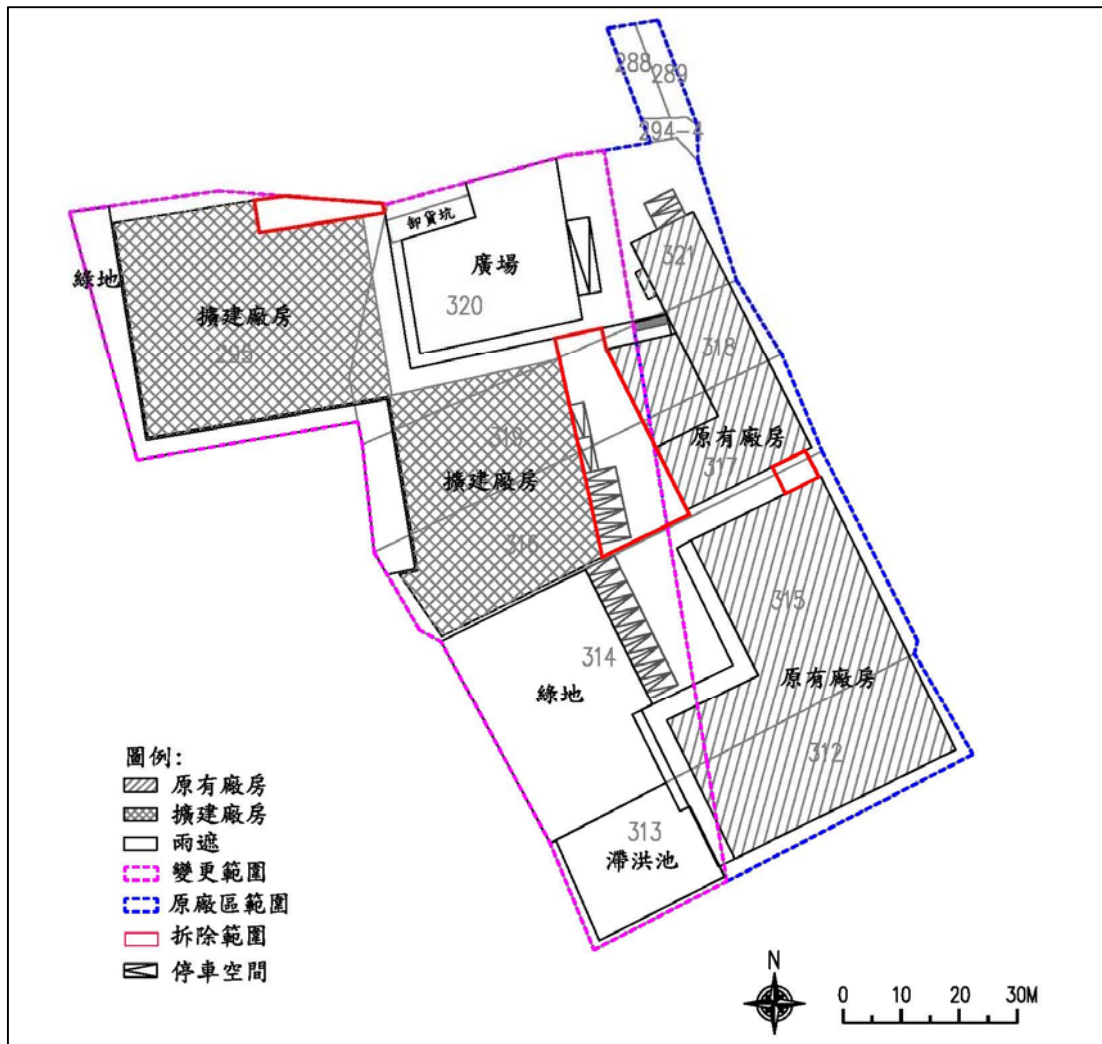 288
289
294-4
卸貨坑
廣場
320
321
綠地
擴建廠房
318
原有廠房
317
319
擴建廠房
316
315
314
綠地
原有廠房
312
313
滯洪池
圖例:
原有廠房
擴建廠房
雨遮
變更範圍
原廠區範圍
拆除範圍
停車空間
N
0 10 20 30M